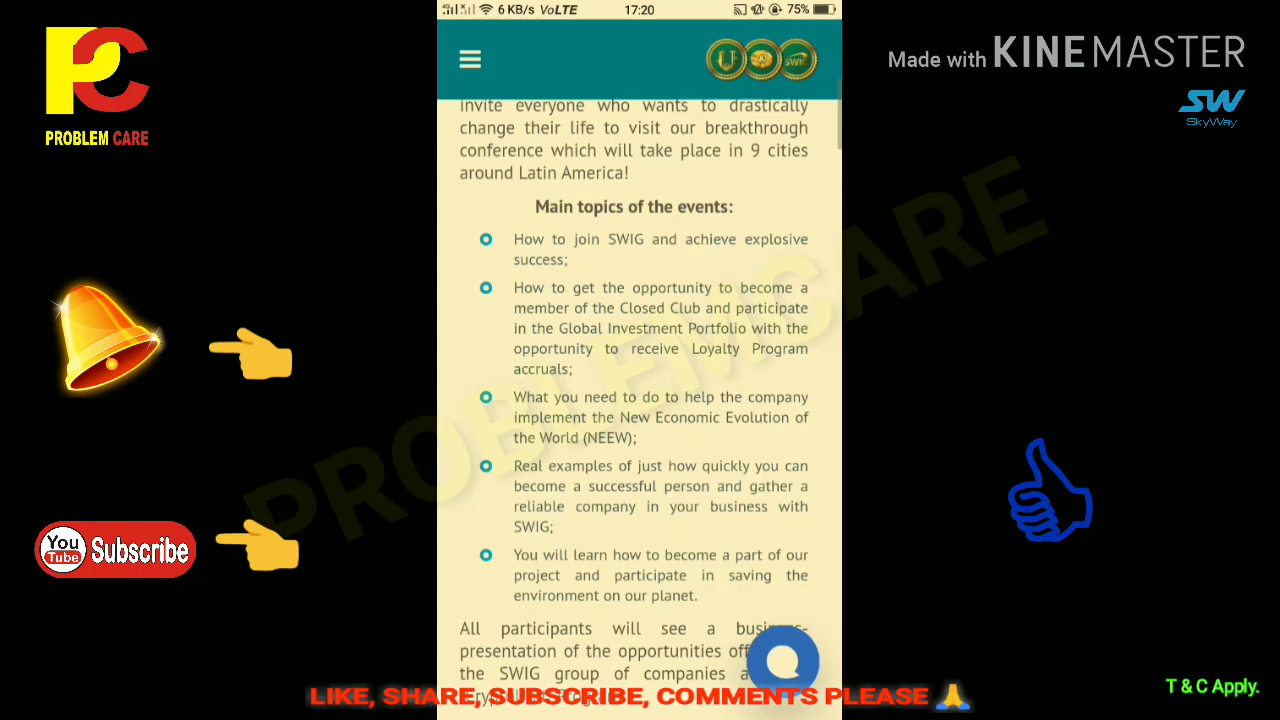 PC
PROBLEM CARE
6 KB/s VoLTE 17:20 75%
U SWIG
Made with KINEMASTER
SW
SkyWay
invite everyone who wants to drastically
change their life to visit our breakthrough
conference which will take place in 9 cities
around Latin America!
Main topics of the events:
How to join SWIG and achieve explosive
success;
How to get the opportunity to become a
member of the Closed Club and participate
in the Global Investment Portfolio with the
opportunity to receive Loyalty Program
accruals;
What you need to do to help the company
implement the New Economic Evolution of
the World (NEEW);
Real examples of just how quickly you can
become a successful person and gather a
reliable company in your business with
SWIG;
You will learn how to become a part of our
project and participate in saving the
environment on our planet.
All participants will see a business-
presentation of the opportunities
the SWIG group of companies
PROBLEMCARE
You Tube Subscribe
LIKE, SHARE, SUBSCRIBE, COMMENTS PLEASE
T & C Apply.